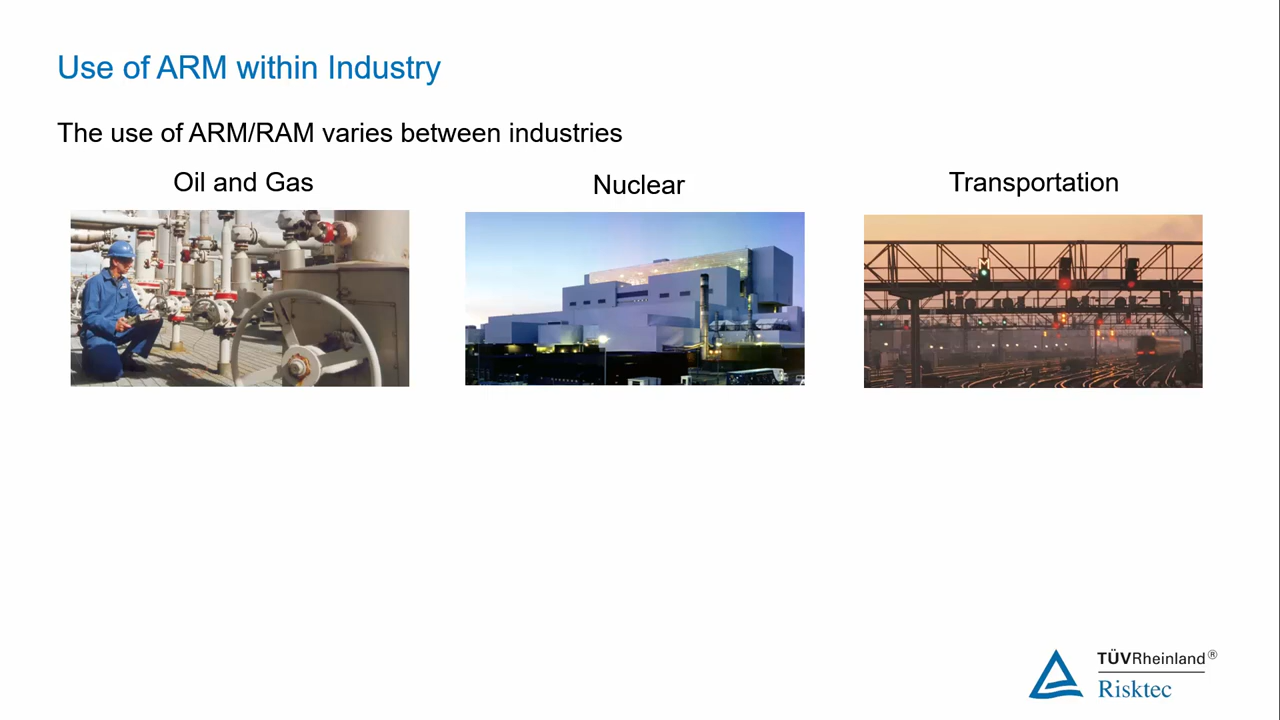 Use of ARM within Industry
The use of ARM/RAM varies between industries
Oil and Gas
Nuclear
Transportation
TÜVRheinland®
Risktec